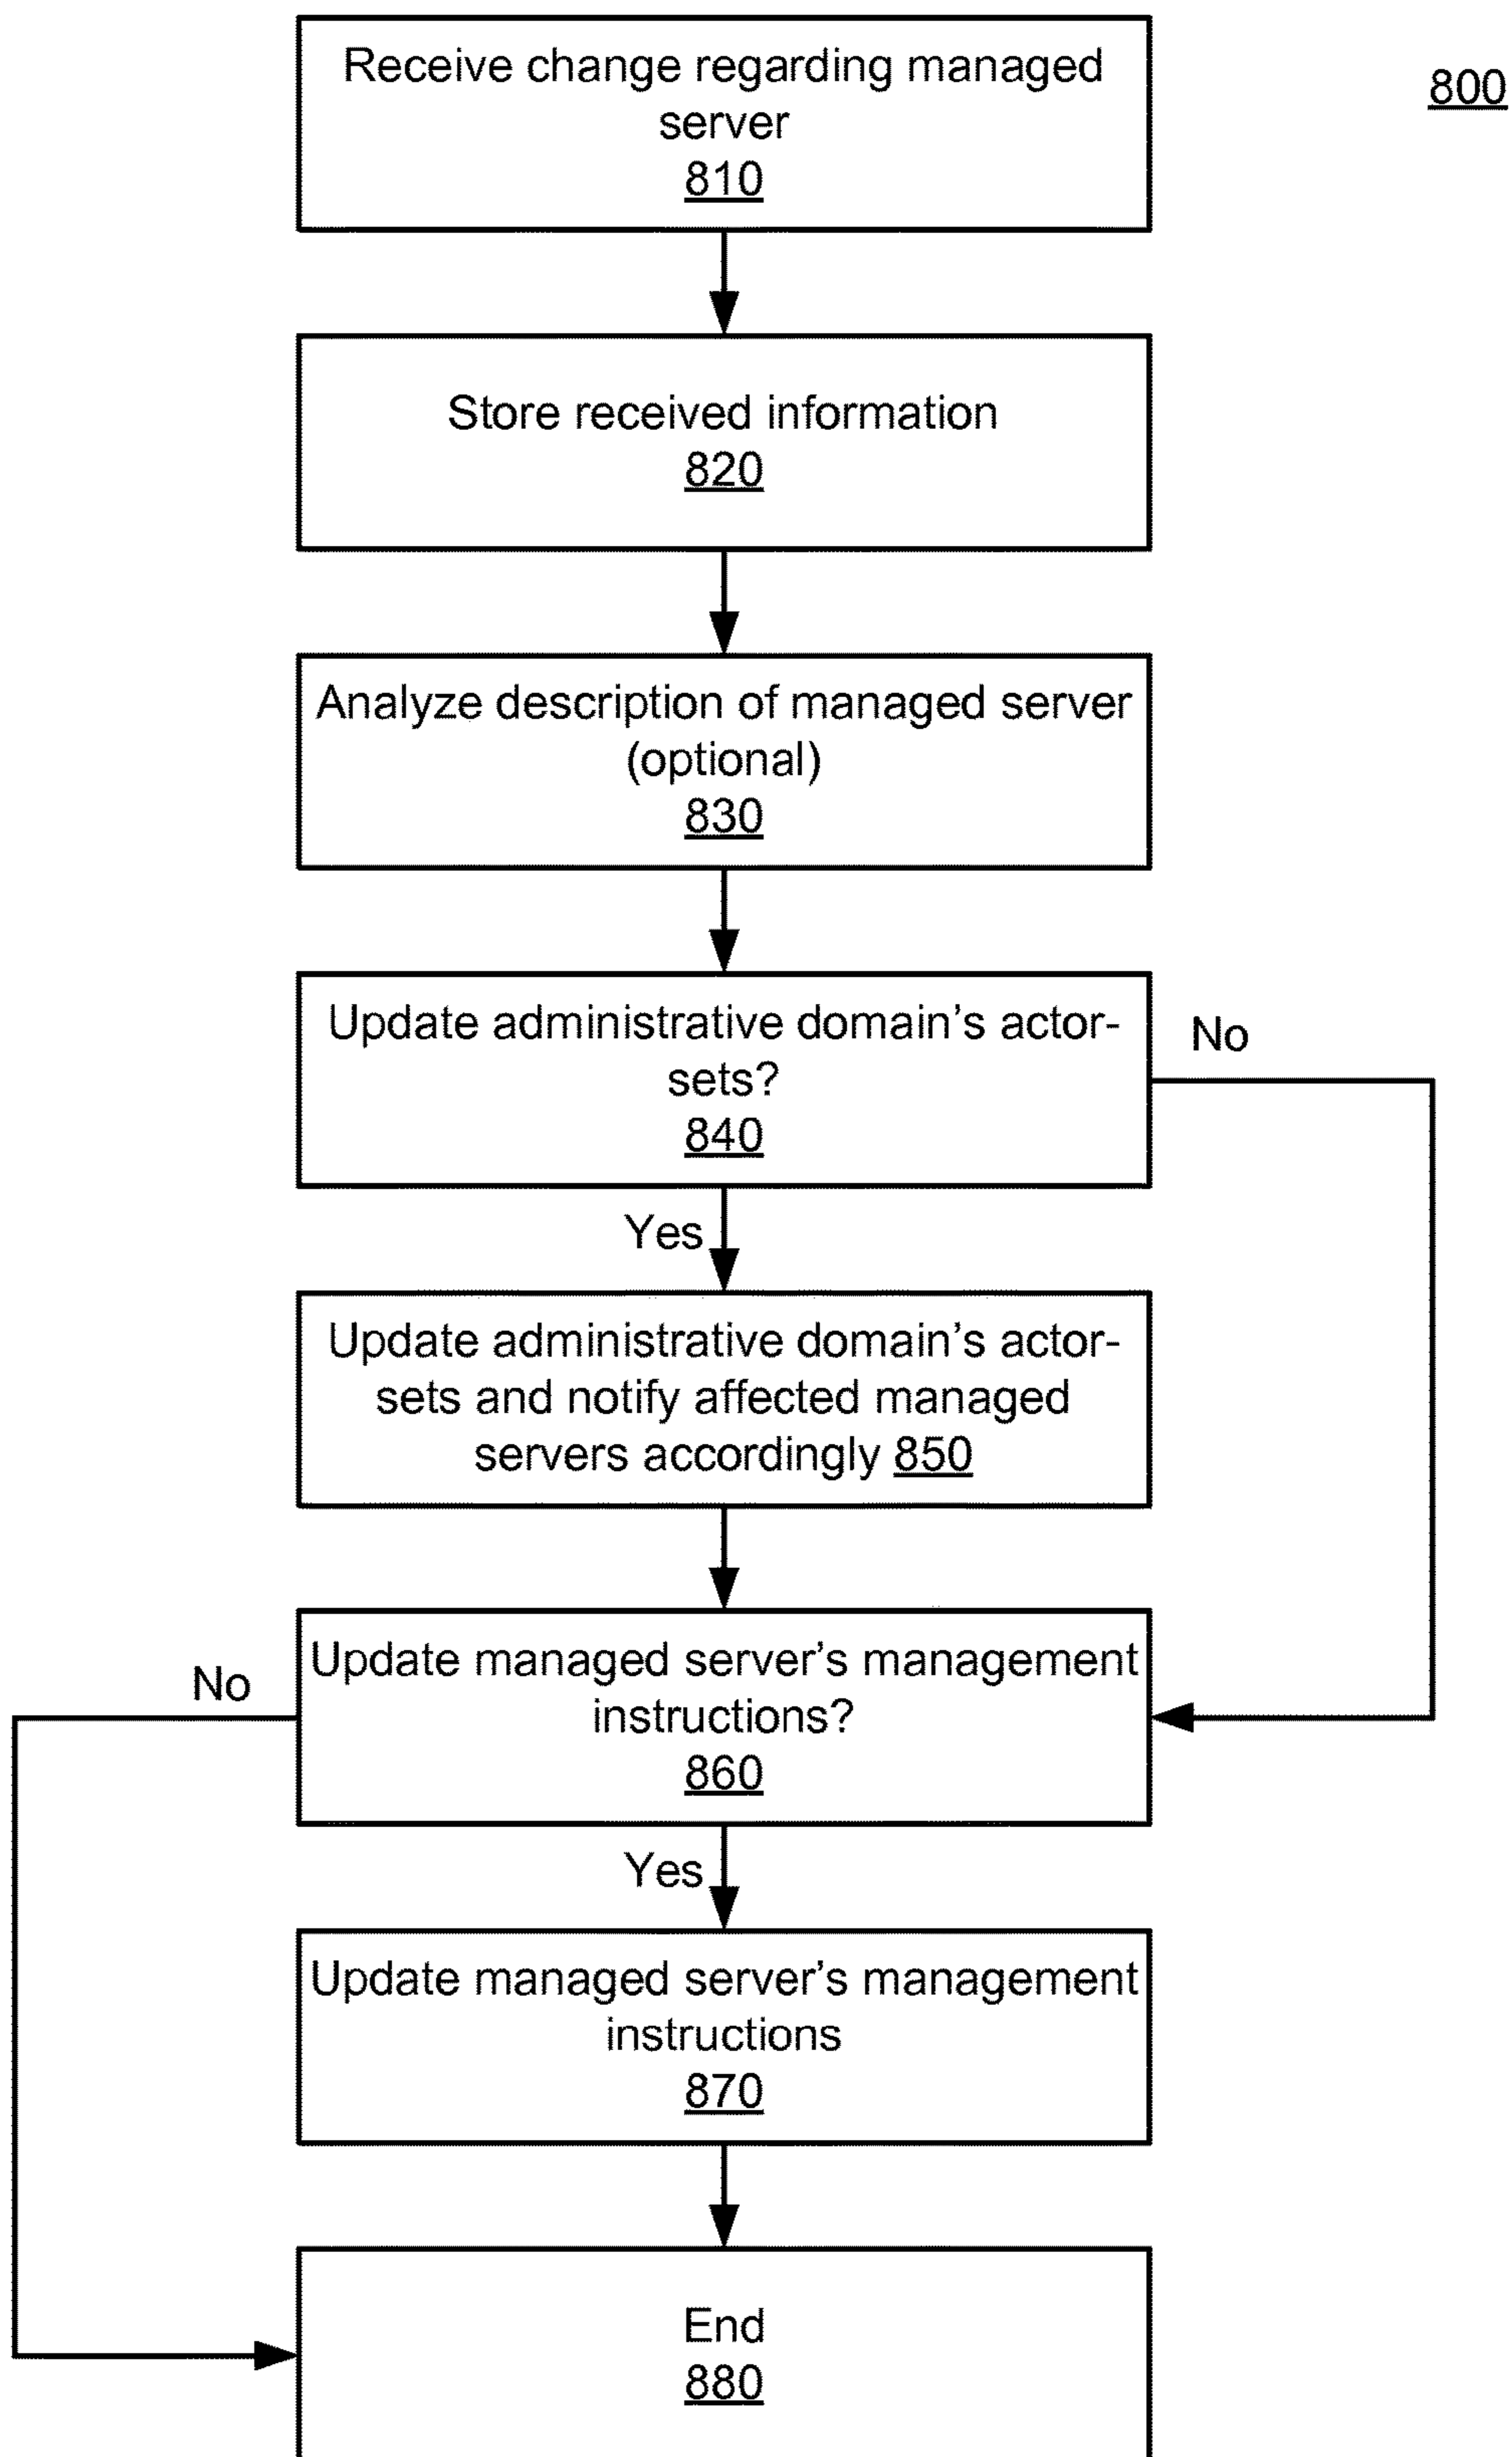 Receive change regarding managed
server
810
800
Store received information
820
Analyze description of managed server
(optional)
830
Update administrative domain’s actor-
sets?
840
No
Yes
Update administrative domain’s actor-
sets and notify affected managed
servers accordingly 850
Update managed server’s management
instructions?
860
No
Yes
Update managed server’s management
instructions
870
End
880